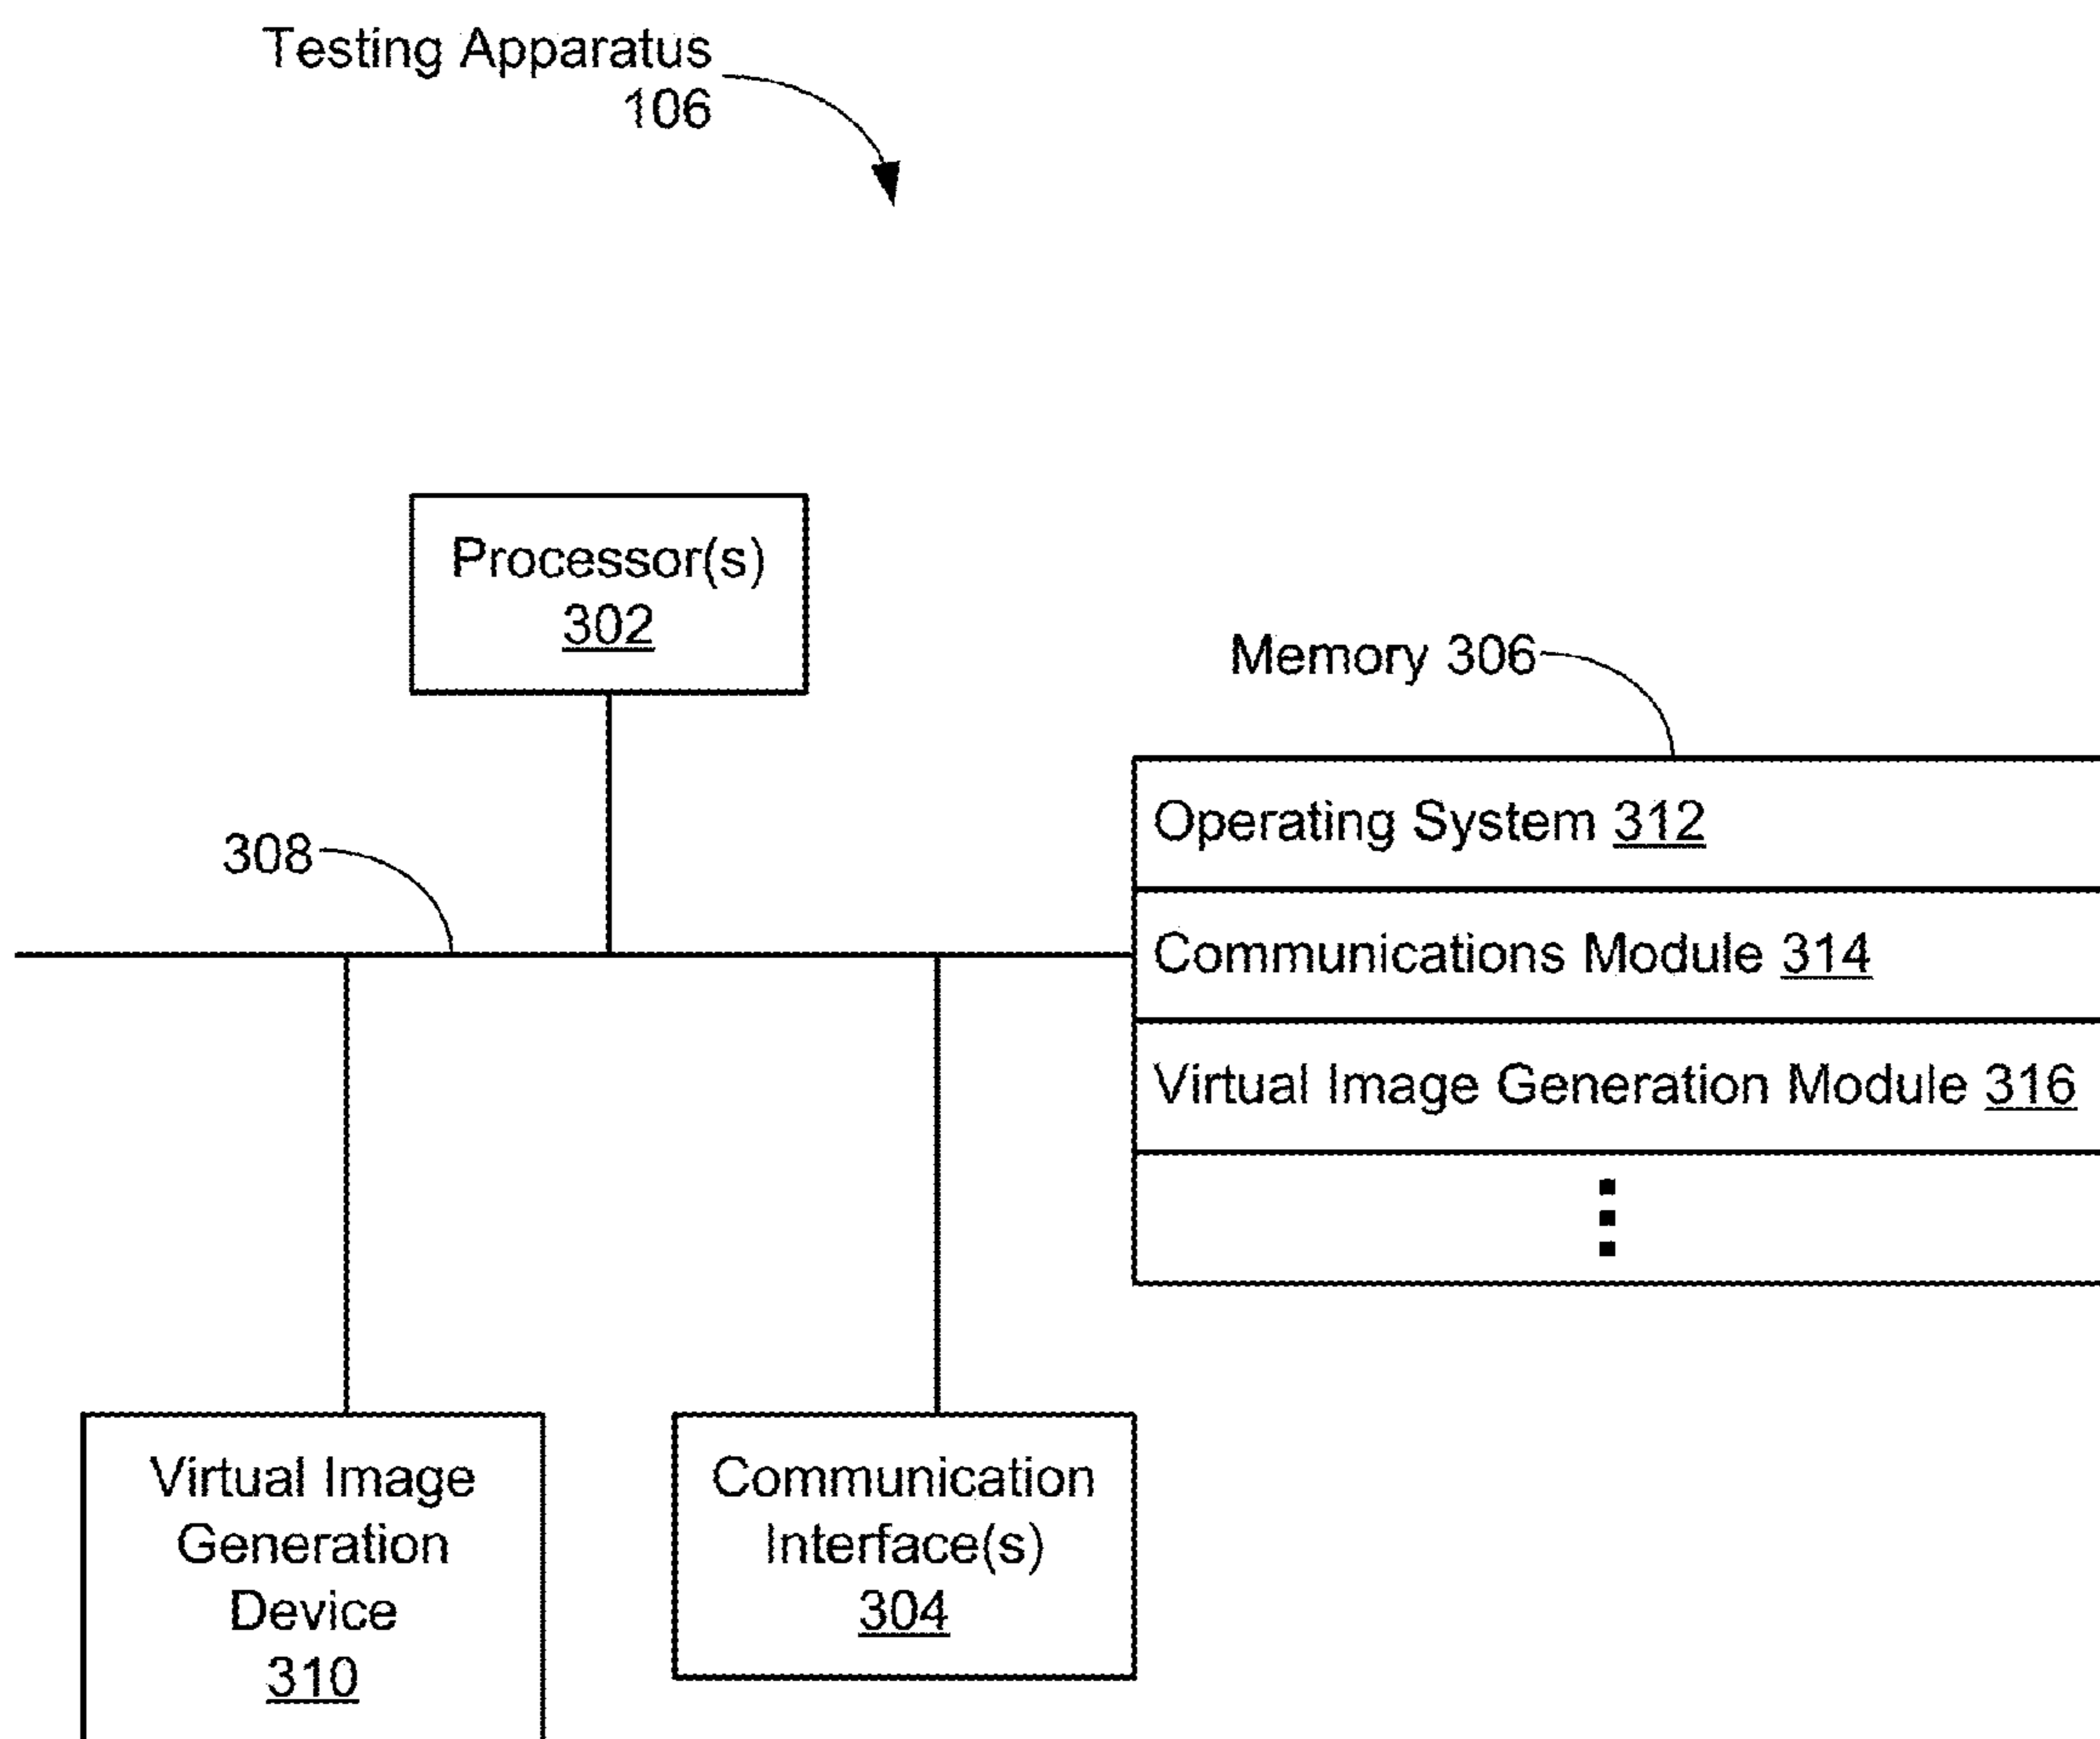 Testing Apparatus
106
Processor(s)
302
Memory 306
Operating System 312
308
Communications Module 314
Virtual Image Generation Module 316
Virtual Image
Generation
Device
310
Communication
Interface(s)
304